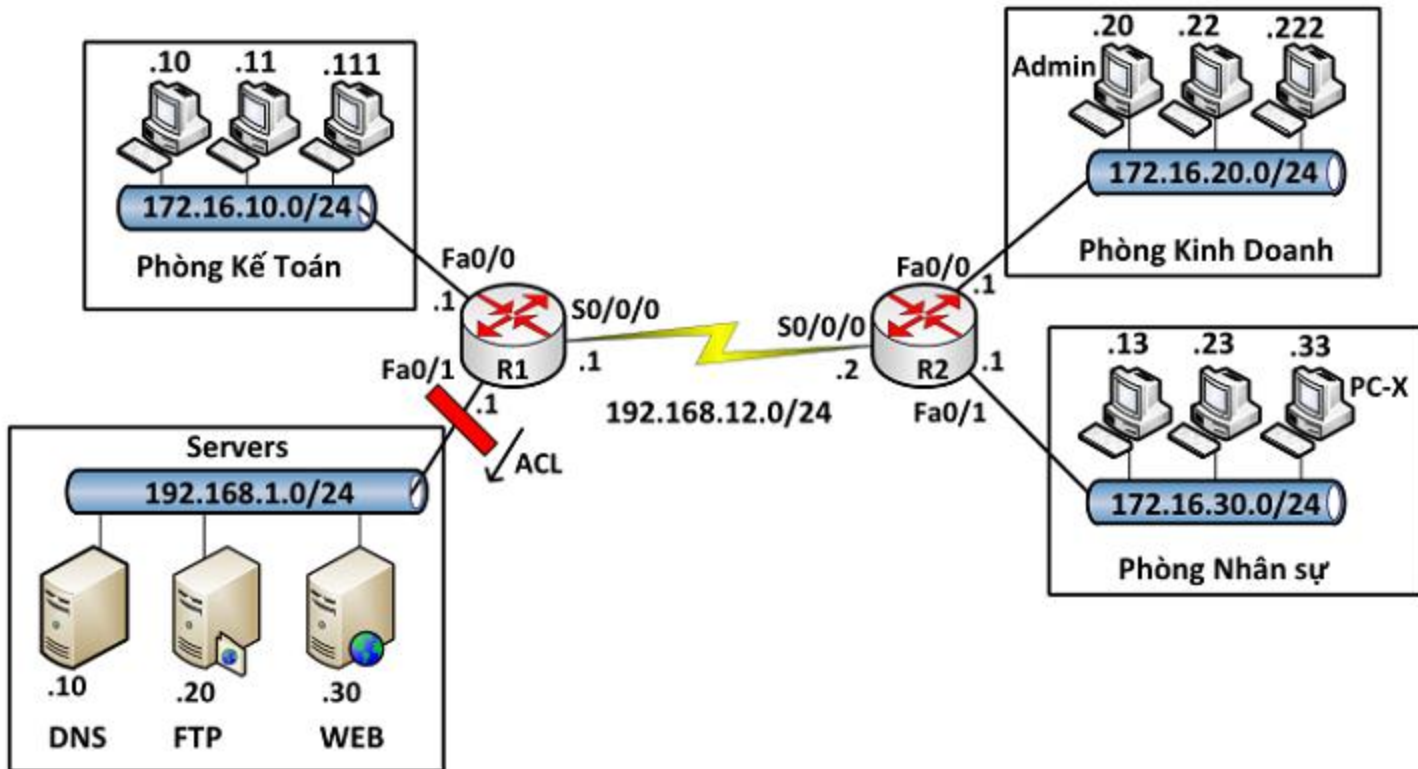 .10 .11 .111
172.16.10.0/24
Phòng Kế Toán
.20 .22 .222
Admin
172.16.20.0/24
Phòng Kinh Doanh
Fa0/0
.1
S0/0/0
.1
R1
Fa0/1
.1
ACL
192.168.12.0/24
Fa0/0
.1
S0/0/0
.2
R2
.1
Fa0/1
.13 .23 .33
PC-X
172.16.30.0/24
Phòng Nhân sự
Servers
192.168.1.0/24
.10 .20 .30
DNS FTP WEB